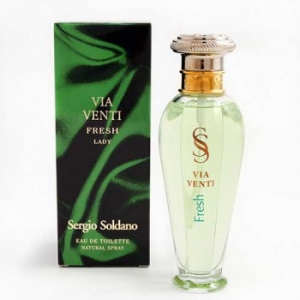 VIA
VENTI
FRESH
LADY
Sergio Soldano
EAU DE TOILETTE
NATURAL SPRAY
SS
VIA
VENTI
Fresh